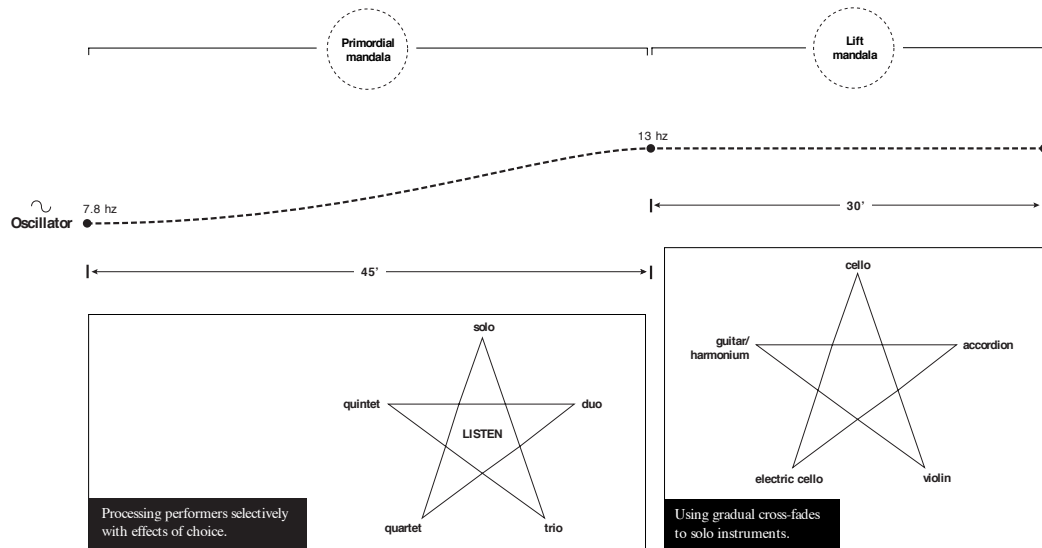 Primordial
mandala
Lift
mandala
13 hz
7.8 hz
Oscillator
30’
45’
solo
quintet
duo
LISTEN
quartet
trio
Processing performers selectively
with effects of choice.
cello
guitar/
harmonium
accordion
electric cello
violin
Using gradual cross-fades
to solo instruments.